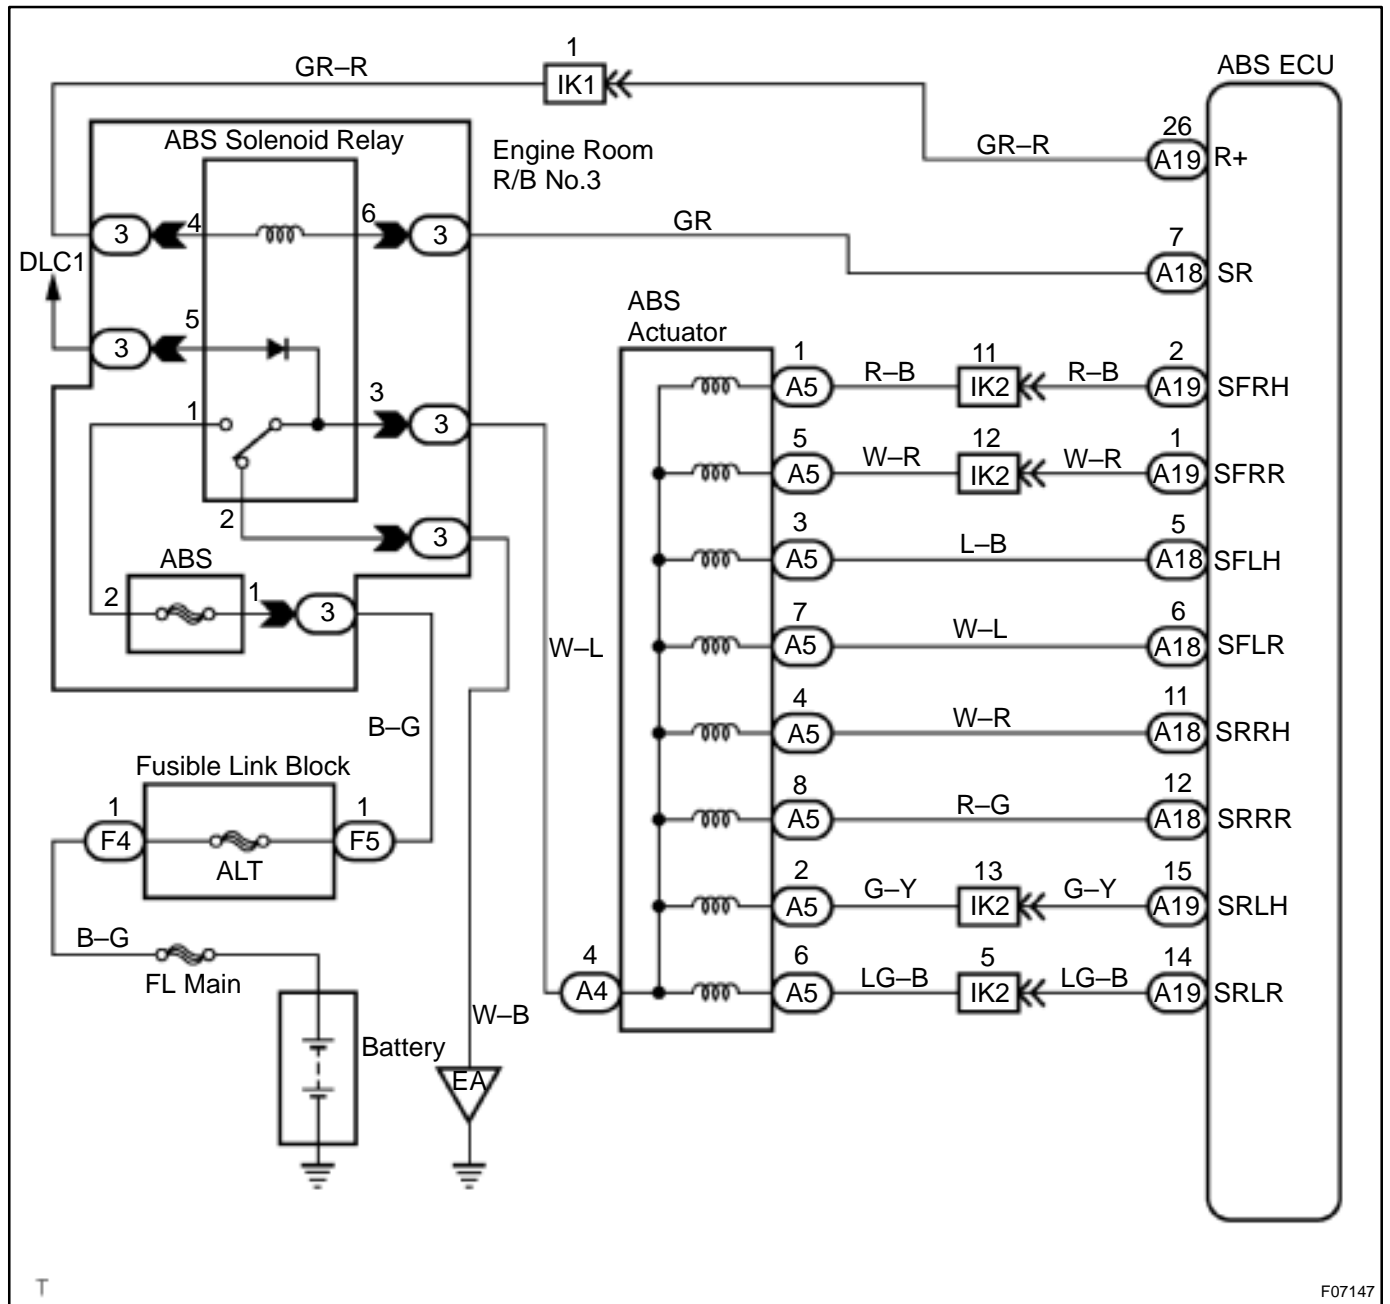 1
GR–R
IK1
ABS ECU
ABS Solenoid Relay
Engine Room
R/B No.3
26
GR–R
A19
R+
3
4
6
3
GR
7
A18
SR
DLC1
3
5
ABS
Actuator
1
3
3
1
A5
R–B
11
IK2
R–B
2
A19
SFRH
5
A5
W–R
12
IK2
W–R
1
A19
SFRR
2
3
3
A5
L–B
5
A18
SFLH
ABS
2
1
3
7
A5
W–L
6
A18
SFLR
W–L
B–G
4
A5
W–R
11
A18
SRRH
Fusible Link Block
1
F4
ALT
1
F5
8
A5
R–G
12
A18
SRRR
2
A5
G–Y
13
IK2
G–Y
15
A19
SRLH
B–G
FL Main
4
A4
6
A5
LG–B
5
IK2
LG–B
14
A19
SRLR
W–B
Battery
EA
T
F07147